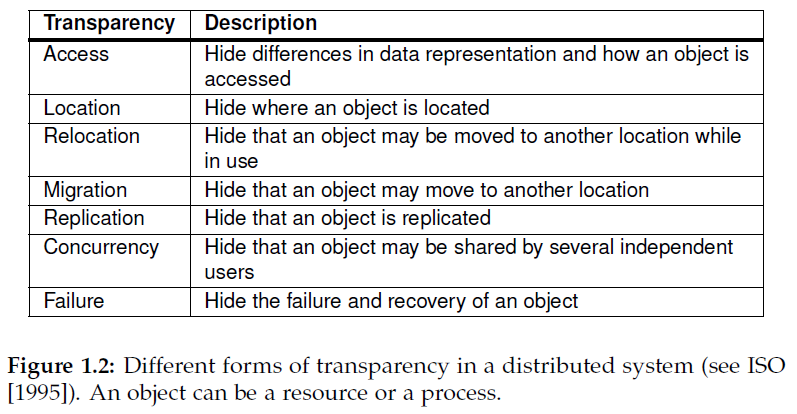 Transparency Description
Access Hide differences in data representation and how an object is
accessed
Location Hide where an object is located
Relocation Hide that an object may be moved to another location while
in use
Migration Hide that an object may move to another location
Replication Hide that an object is replicated
Concurrency Hide that an object may be shared by several independent
users
Failure Hide the failure and recovery of an object
Figure 1.2: Different forms of transparency in a distributed system (see ISO
[1995]). An object can be a resource or a process.